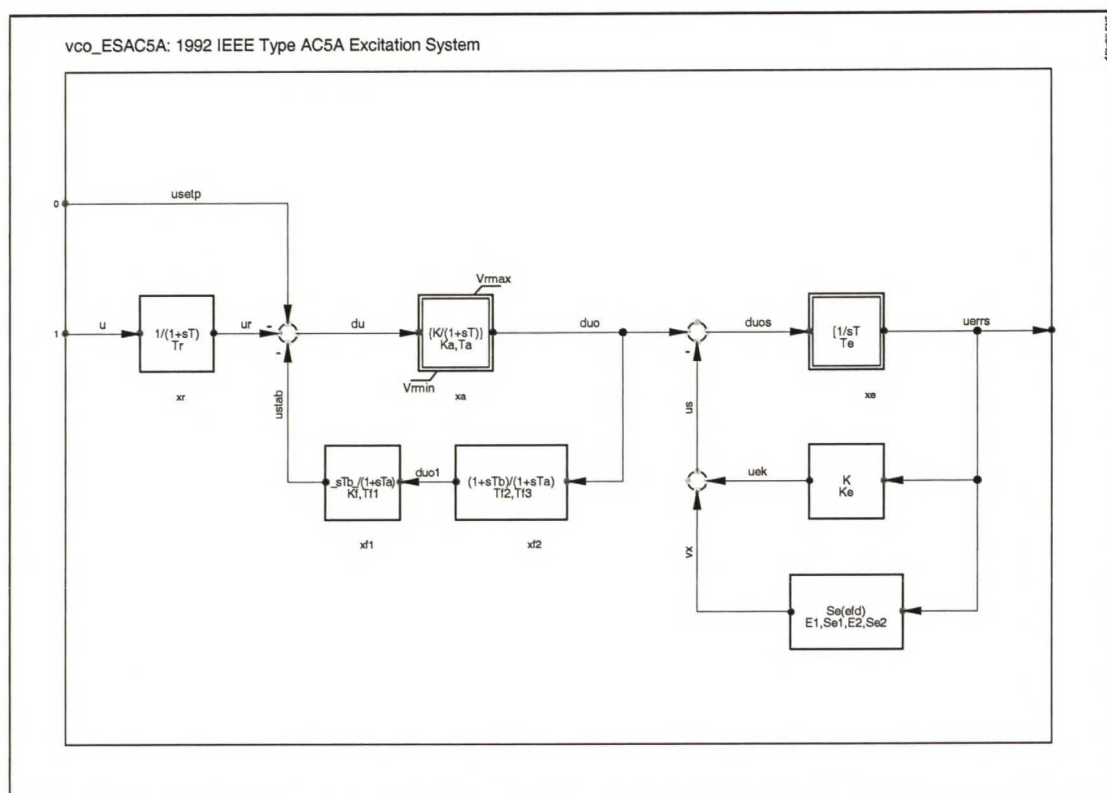 vco_ESAC5A: 1992 IEEE Type AC5A Excitation System
0
usetp
Vrmax
1
u
1/(1+sT)
Tr
xr
ur
-
-
-
du
{K/(1+sT)}
Ka,Ta
Vrmin
xa
duo
-
duos
[1/sT
Te
xe
uerrs
ustab
_sTb_/(1+sTa)
Kf,Tf1
xf1
duo1
(1+sTb)/(1+sTa)
Tf2,Tf3
xf2
us
uek
K
Ke
vx
Se(efd)
E1,Se1,E2,Se2